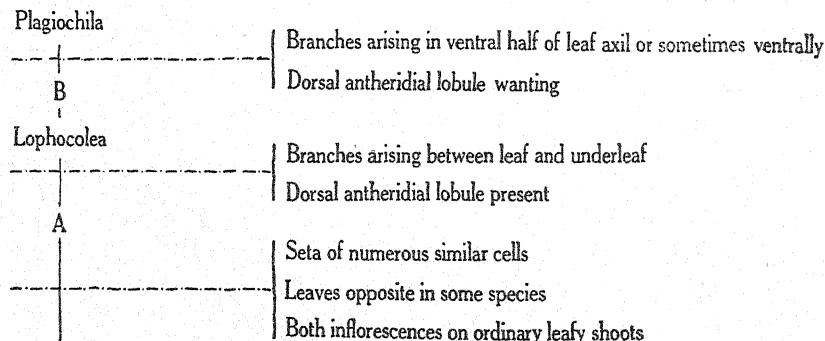 Plagiochila
Branches arising in ventral half of leaf axil or sometimes ventrally
Dorsal antheridial lobule wanting
B
Lophocolea
Branches arising between leaf and underleaf
Dorsal antheridial lobule present
A
Seta of numerous similar cells
Leaves opposite in some species
Both inflorescences on ordinary leafy shoots